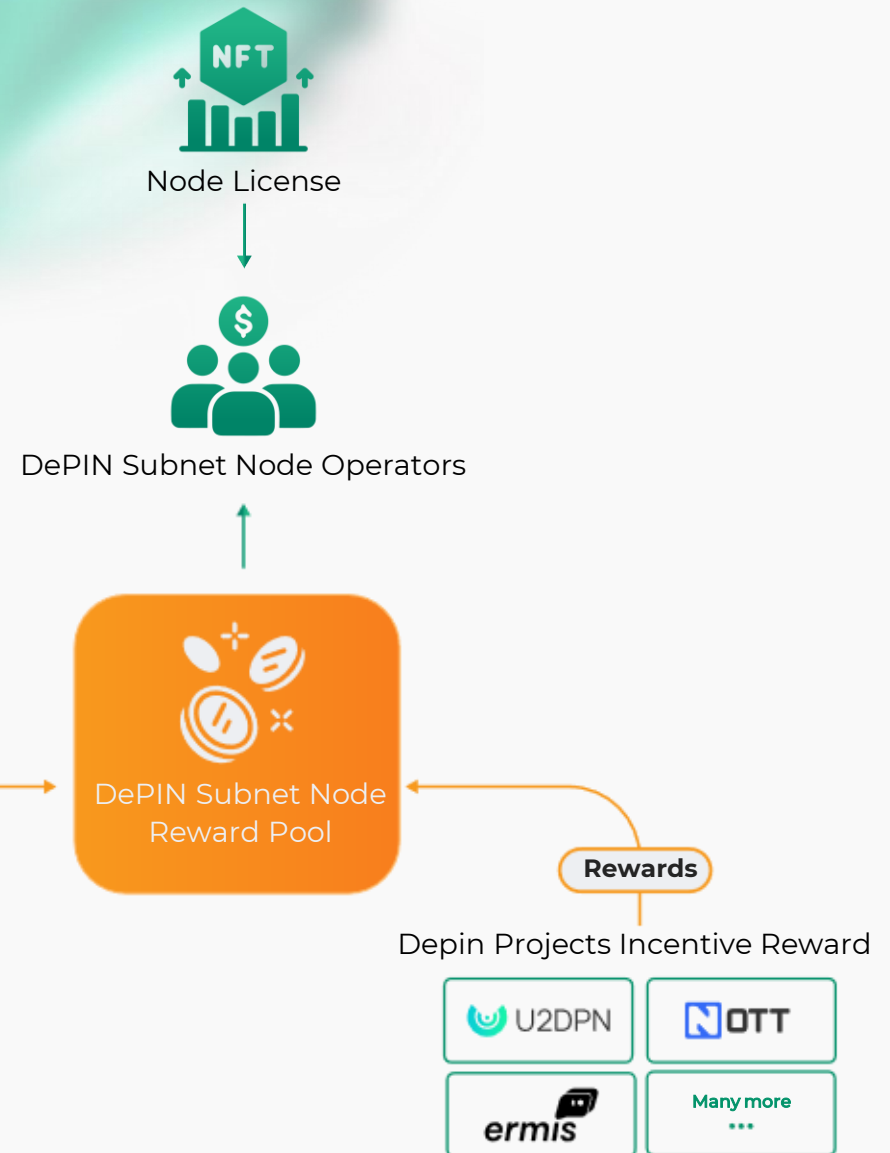 NFT
Node License
$
DePIN Subnet Node Operators
DePIN Subnet Node
Reward Pool
Rewards
Depin Projects Incentive Reward
U2DPN
NOTT
ermis
Many more
...